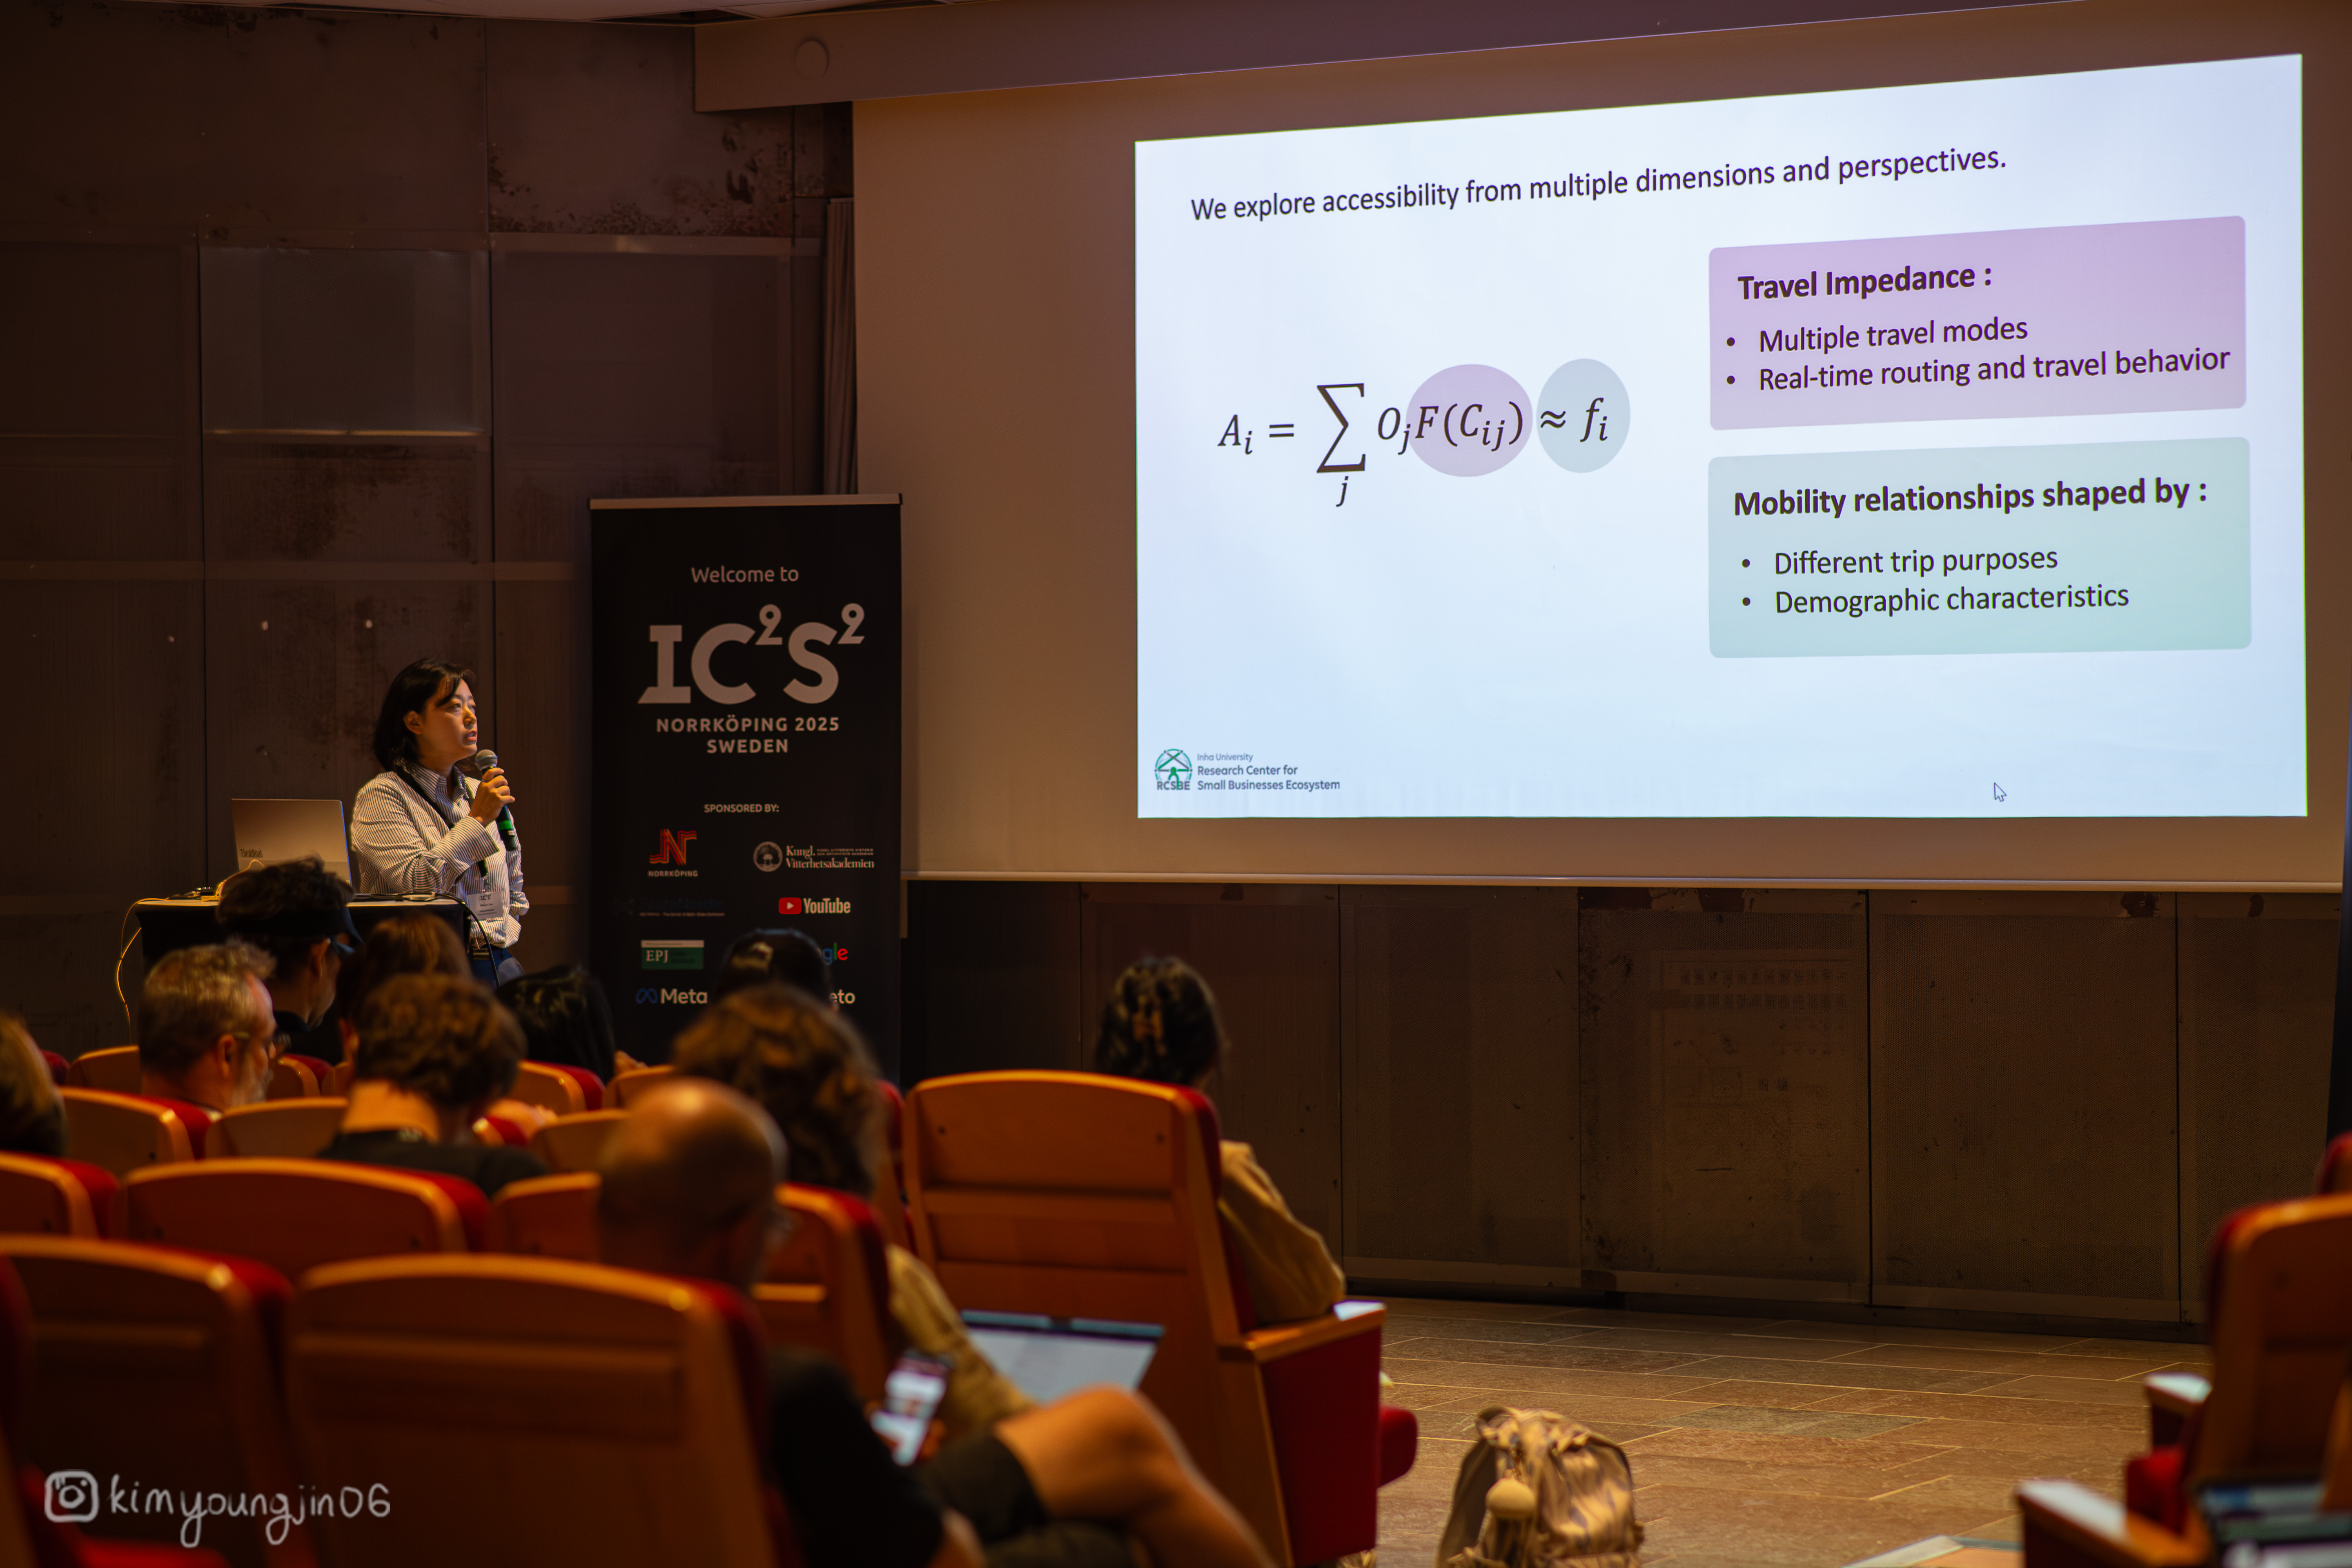 We explore accessibility from multiple dimensions and perspectives.
A_i = ∑_j O_j F(C_ij) ≈ f_i
Travel Impedance :
• Multiple travel modes
• Real-time routing and travel behavior
Mobility relationships shaped by :
• Different trip purposes
• Demographic characteristics
Inha University
RCSBE
Research Center for
Small Businesses Ecosystem
Welcome to
IC²S²
NORRKÖPING 2025
SWEDEN
SPONSORED BY:
NORRKÖPING
Kungl.
Vitterhetsakademien
YouTube
EPJ
Meta
ThinkBook
kimyoungjin06